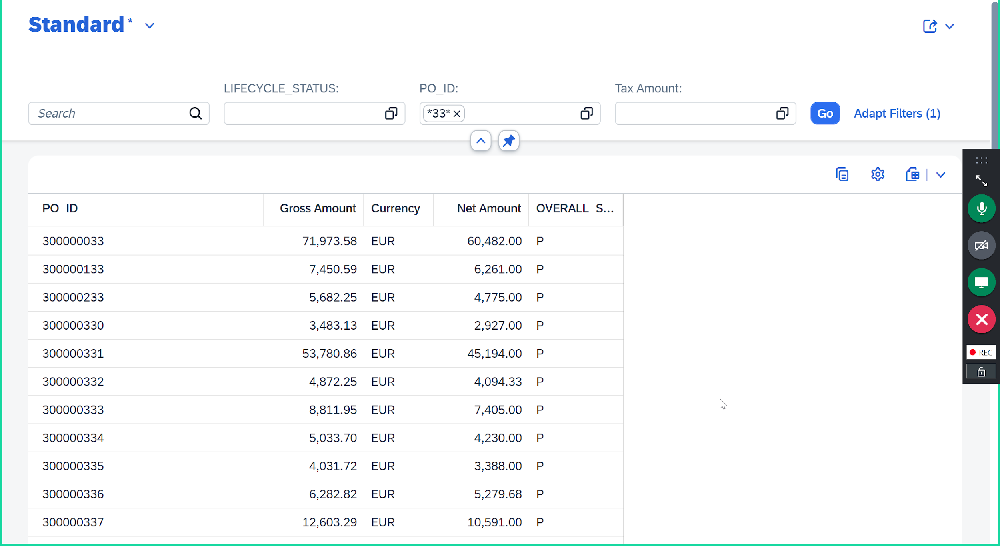 Standard *
LIFECYCLE_STATUS: PO_ID: Tax Amount:
Search *33* Go Adapt Filters (1)
PO_ID Gross Amount Currency Net Amount OVERALL_S...
300000033 71,973.58 EUR 60,482.00 P
300000133 7,450.59 EUR 6,261.00 P
300000233 5,682.25 EUR 4,775.00 P
300000330 3,483.13 EUR 2,927.00 P
300000331 53,780.86 EUR 45,194.00 P
300000332 4,872.25 EUR 4,094.33 P
300000333 8,811.95 EUR 7,405.00 P
300000334 5,033.70 EUR 4,230.00 P
300000335 4,031.72 EUR 3,388.00 P
300000336 6,282.82 EUR 5,279.68 P
300000337 12,603.29 EUR 10,591.00 P
REC